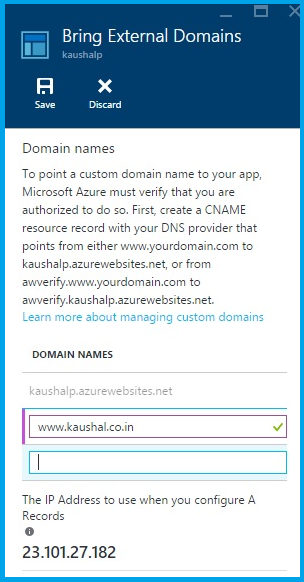 Bring External Domains
kaushalp
Save Discard
Domain names
To point a custom domain name to your app,
Microsoft Azure must verify that you are
authorized to do so. First, create a CNAME
resource record with your DNS provider that
points from either www.yourdomain.com to
kaushalp.azurewebsites.net, or from
awverify.www.yourdomain.com to
awverify.kaushalp.azurewebsites.net.
Learn more about managing custom domains
DOMAIN NAMES
kaushalp.azurewebsites.net
www.kaushal.co.in
The IP Address to use when you configure A
Records
23.101.27.182